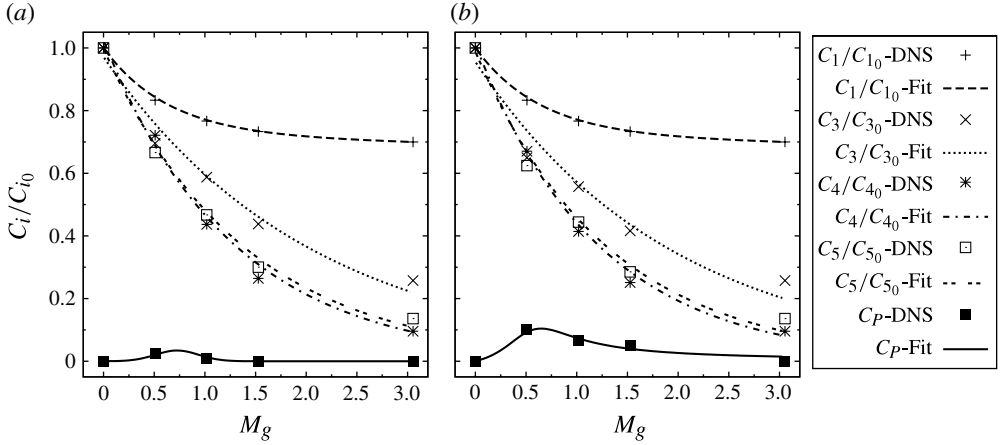 (a)
(b)
1.0
0.8
0.6
0.4
0.2
0
C_i/C_{i_0}
0 0.5 1.0 1.5 2.0 2.5 3.0
M_g
0 0.5 1.0 1.5 2.0 2.5 3.0
M_g
C_1/C_{1_0}-DNS
C_1/C_{1_0}-Fit
C_3/C_{3_0}-DNS
C_3/C_{3_0}-Fit
C_4/C_{4_0}-DNS
C_4/C_{4_0}-Fit
C_5/C_{5_0}-DNS
C_5/C_{5_0}-Fit
C_P-DNS
C_P-Fit